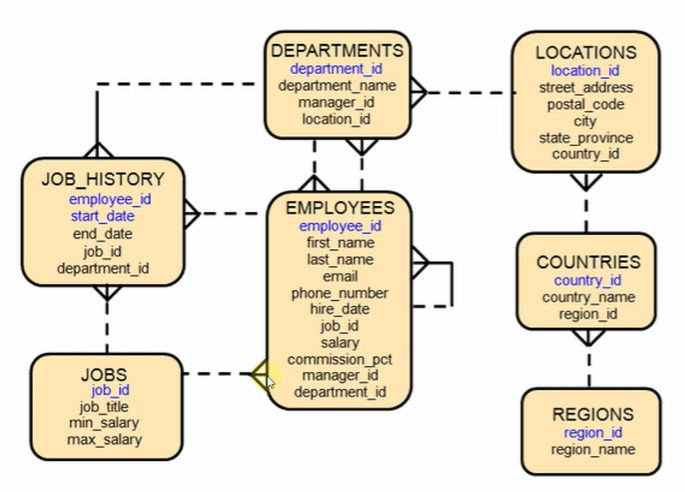 DEPARTMENTS
department_id
department_name
manager_id
location_id
LOCATIONS
location_id
street_address
postal_code
city
state_province
country_id
JOB_HISTORY
employee_id
start_date
end_date
job_id
department_id
EMPLOYEES
employee_id
first_name
last_name
email
phone_number
hire_date
job_id
salary
commission_pct
manager_id
department_id
COUNTRIES
country_id
country_name
region_id
JOBS
job_id
job_title
min_salary
max_salary
REGIONS
region_id
region_name